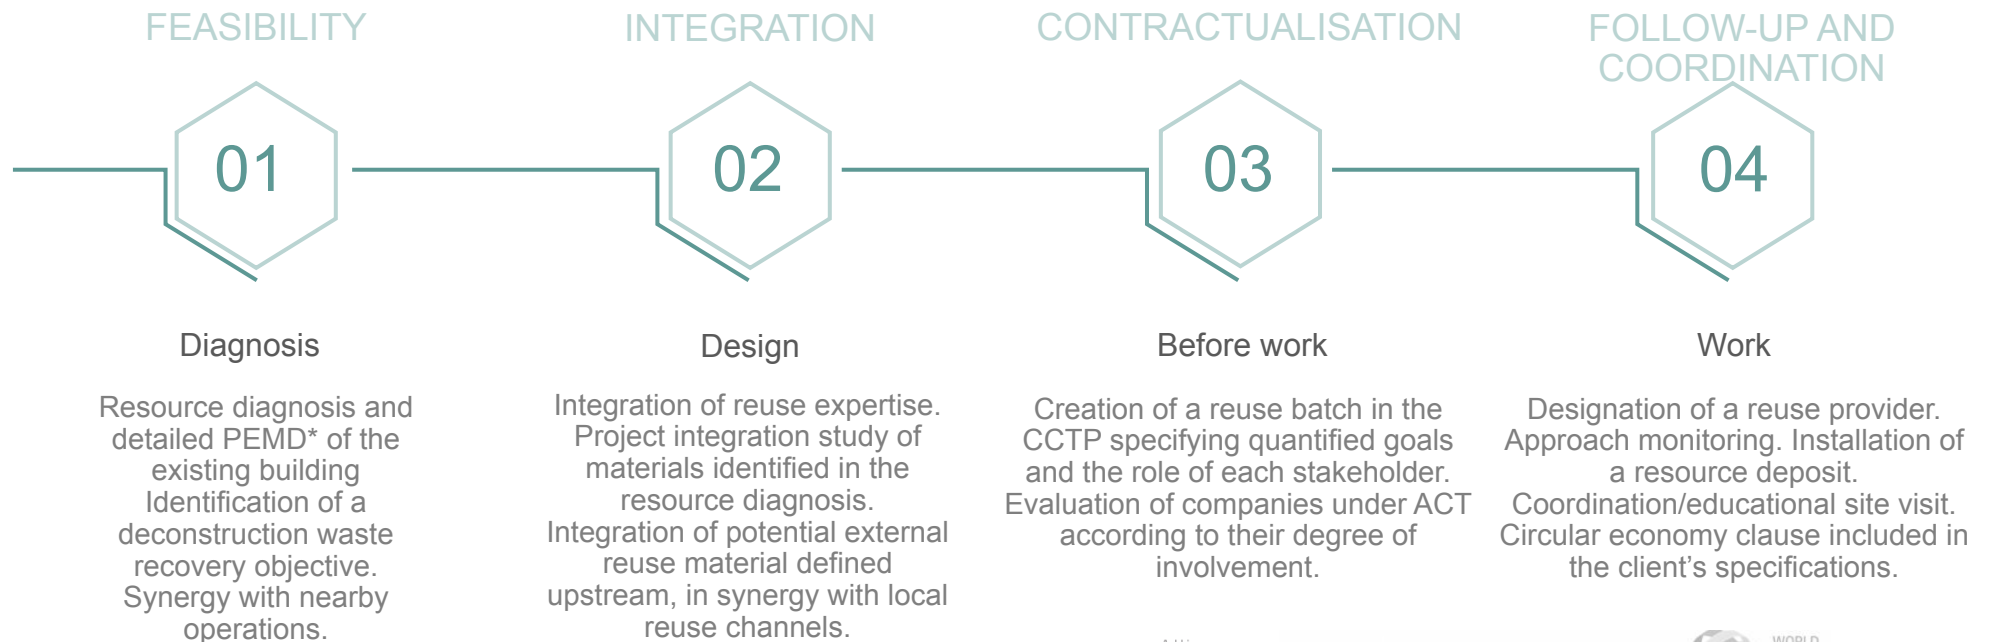 FEASIBILITY
INTEGRATION
CONTRACTUALISATION
FOLLOW-UP AND
COORDINATION
01
02
03
04
Diagnosis
Resource diagnosis and
detailed PEMD* of the
existing building
Identification of a
deconstruction waste
recovery objective.
Synergy with nearby
operations.
Design
Integration of reuse expertise.
Project integration study of
materials identified in the
resource diagnosis.
Integration of potential external
reuse material defined
upstream, in synergy with local
reuse channels.
Before work
Creation of a reuse batch in the
CCTP specifying quantified goals
and the role of each stakeholder.
Evaluation of companies under ACT
according to their degree of
involvement.
Work
Designation of a reuse provider.
Approach monitoring. Installation of
a resource deposit.
Coordination/educational site visit.
Circular economy clause included in
the client's specifications.
WORLD